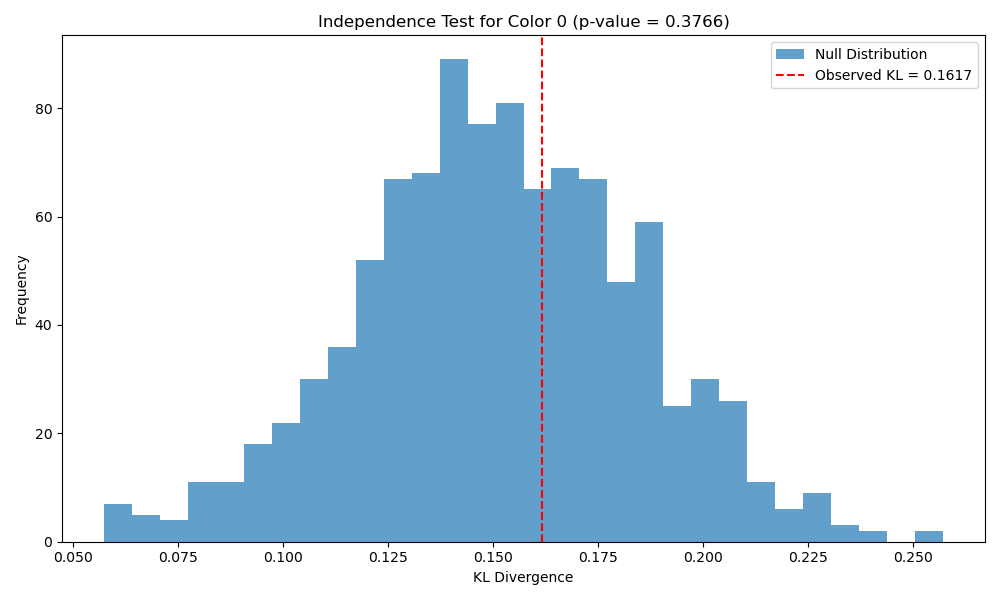 Independence Test for Color 0 (p-value = 0.3766)
Null Distribution
Observed KL = 0.1617
Frequency
80
60
40
20
0
0.050 0.075 0.100 0.125 0.150 0.175 0.200 0.225 0.250
KL Divergence